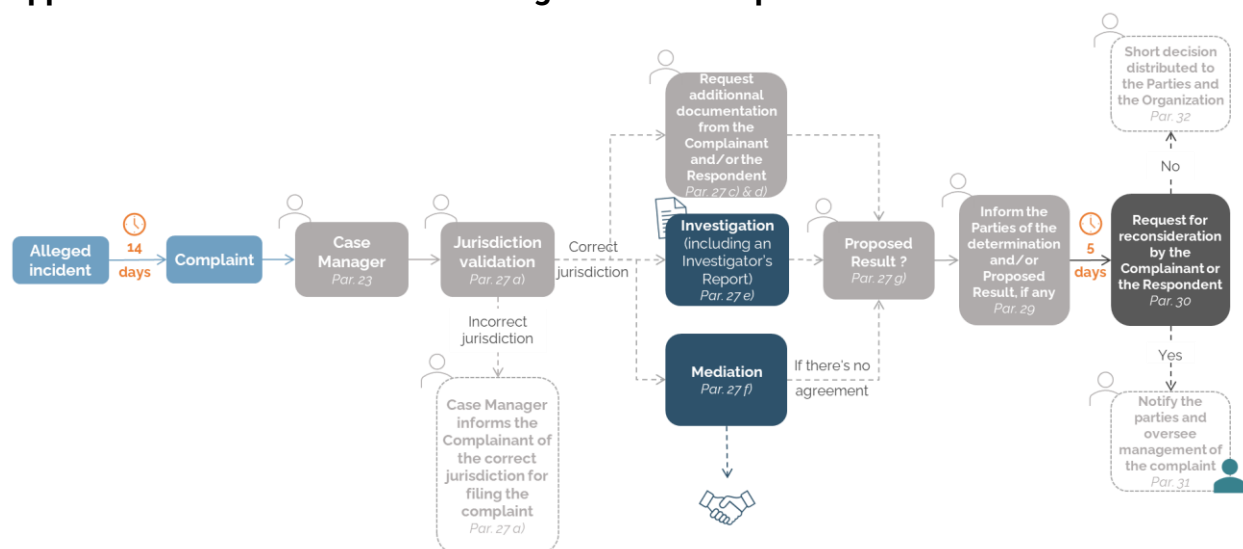 Alleged
incident
14
days
Complaint
Case
Manager
Par. 23
Jurisdiction
validation
Par. 27 a)
Correct
jurisdiction
Incorrect
jurisdiction
Case Manager
informs the
Complainant of
the correct
jurisdiction for
filing the
complaint
Par. 27 a)
Request
additionnal
documentation
from the
Complainant
and/or the
Respondent
Par. 27 c) & d)
Investigation
(including an
Investigator's
Report)
Par. 27 e)
Mediation
Par. 27 f)
If there's no
agreement
Proposed
Result ?
Par. 27 g)
Inform the
Parties of the
determination
and/or
Proposed
Result, if any
Par. 29
5
days
Request for
reconsideration
by the
Complainant or
the Respondent
Par. 30
No
Short decision
distributed to
the Parties and
the Organization
Par. 32
Yes
Notify the
parties and
oversee
management of
the complaint
Par. 31